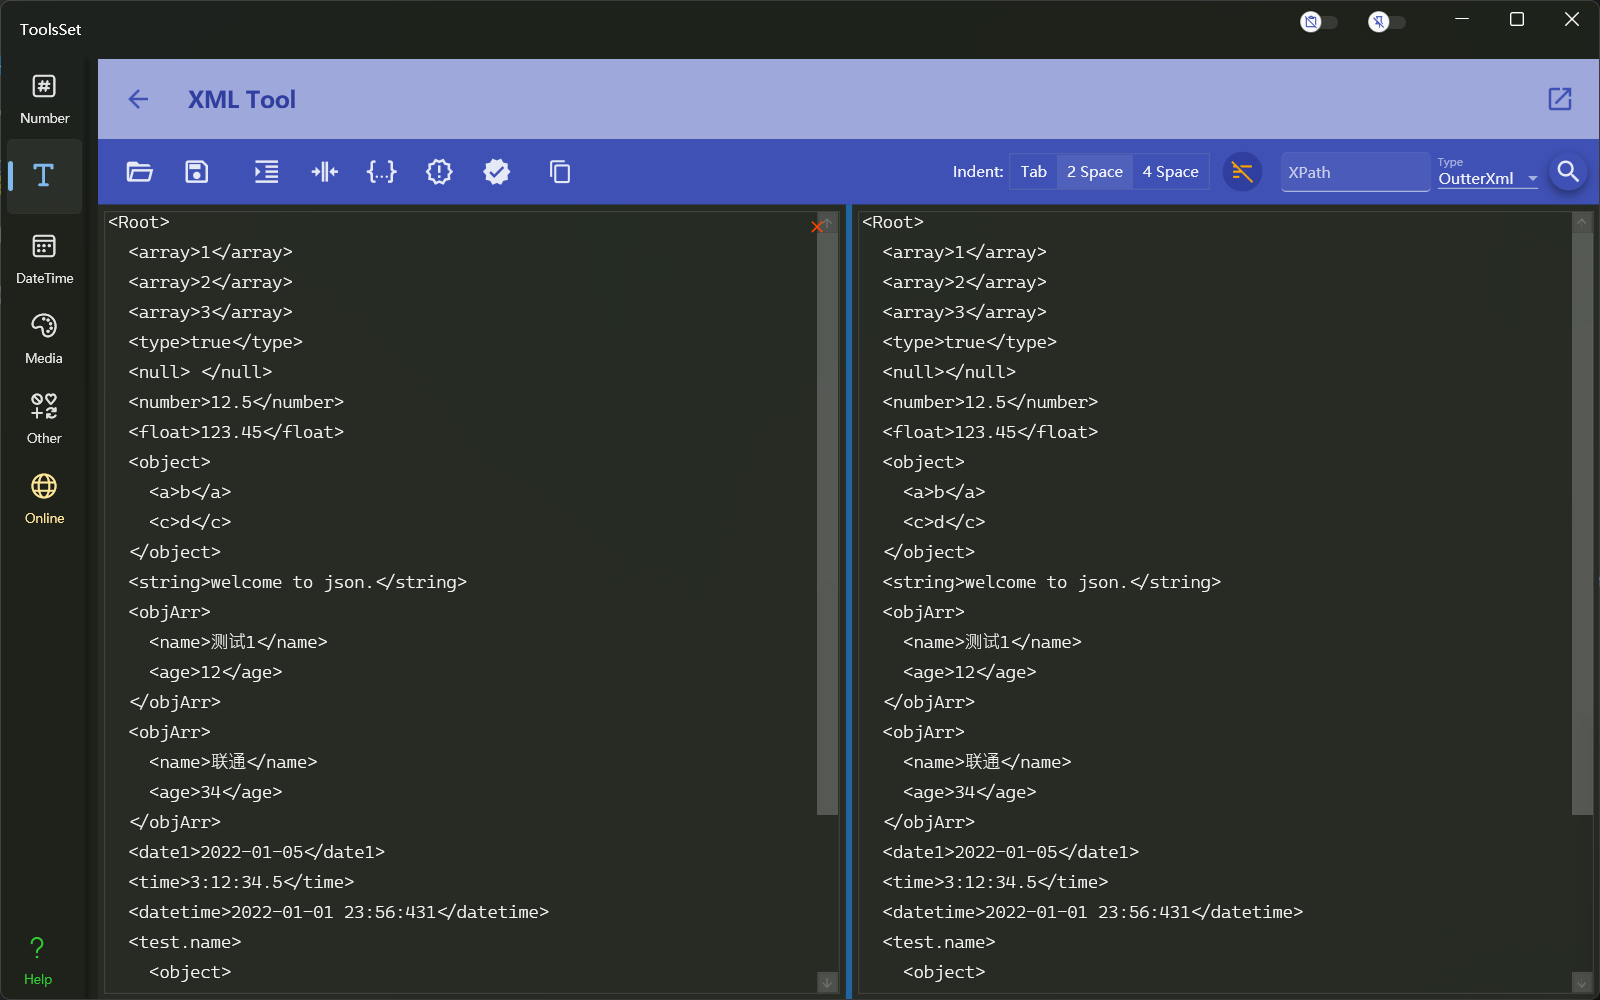 ToolsSet
Number
DateTime
Media
Other
Online
Help
XML Tool
Indent: Tab 2 Space 4 Space
XPath
Type
OutterXml
<Root>
  <array>1</array>
  <array>2</array>
  <array>3</array>
  <type>true</type>
  <null> </null>
  <number>12.5</number>
  <float>123.45</float>
  <object>
    <a>b</a>
    <c>d</c>
  </object>
  <string>welcome to json.</string>
  <objArr>
    <name>测试1</name>
    <age>12</age>
  </objArr>
  <objArr>
    <name>联通</name>
    <age>34</age>
  </objArr>
  <date1>2022-01-05</date1>
  <time>3:12:34.5</time>
  <datetime>2022-01-01 23:56:431</datetime>
  <test.name>
    <object>
<Root>
  <array>1</array>
  <array>2</array>
  <array>3</array>
  <type>true</type>
  <null></null>
  <number>12.5</number>
  <float>123.45</float>
  <object>
    <a>b</a>
    <c>d</c>
  </object>
  <string>welcome to json.</string>
  <objArr>
    <name>测试1</name>
    <age>12</age>
  </objArr>
  <objArr>
    <name>联通</name>
    <age>34</age>
  </objArr>
  <date1>2022-01-05</date1>
  <time>3:12:34.5</time>
  <datetime>2022-01-01 23:56:431</datetime>
  <test.name>
    <object>